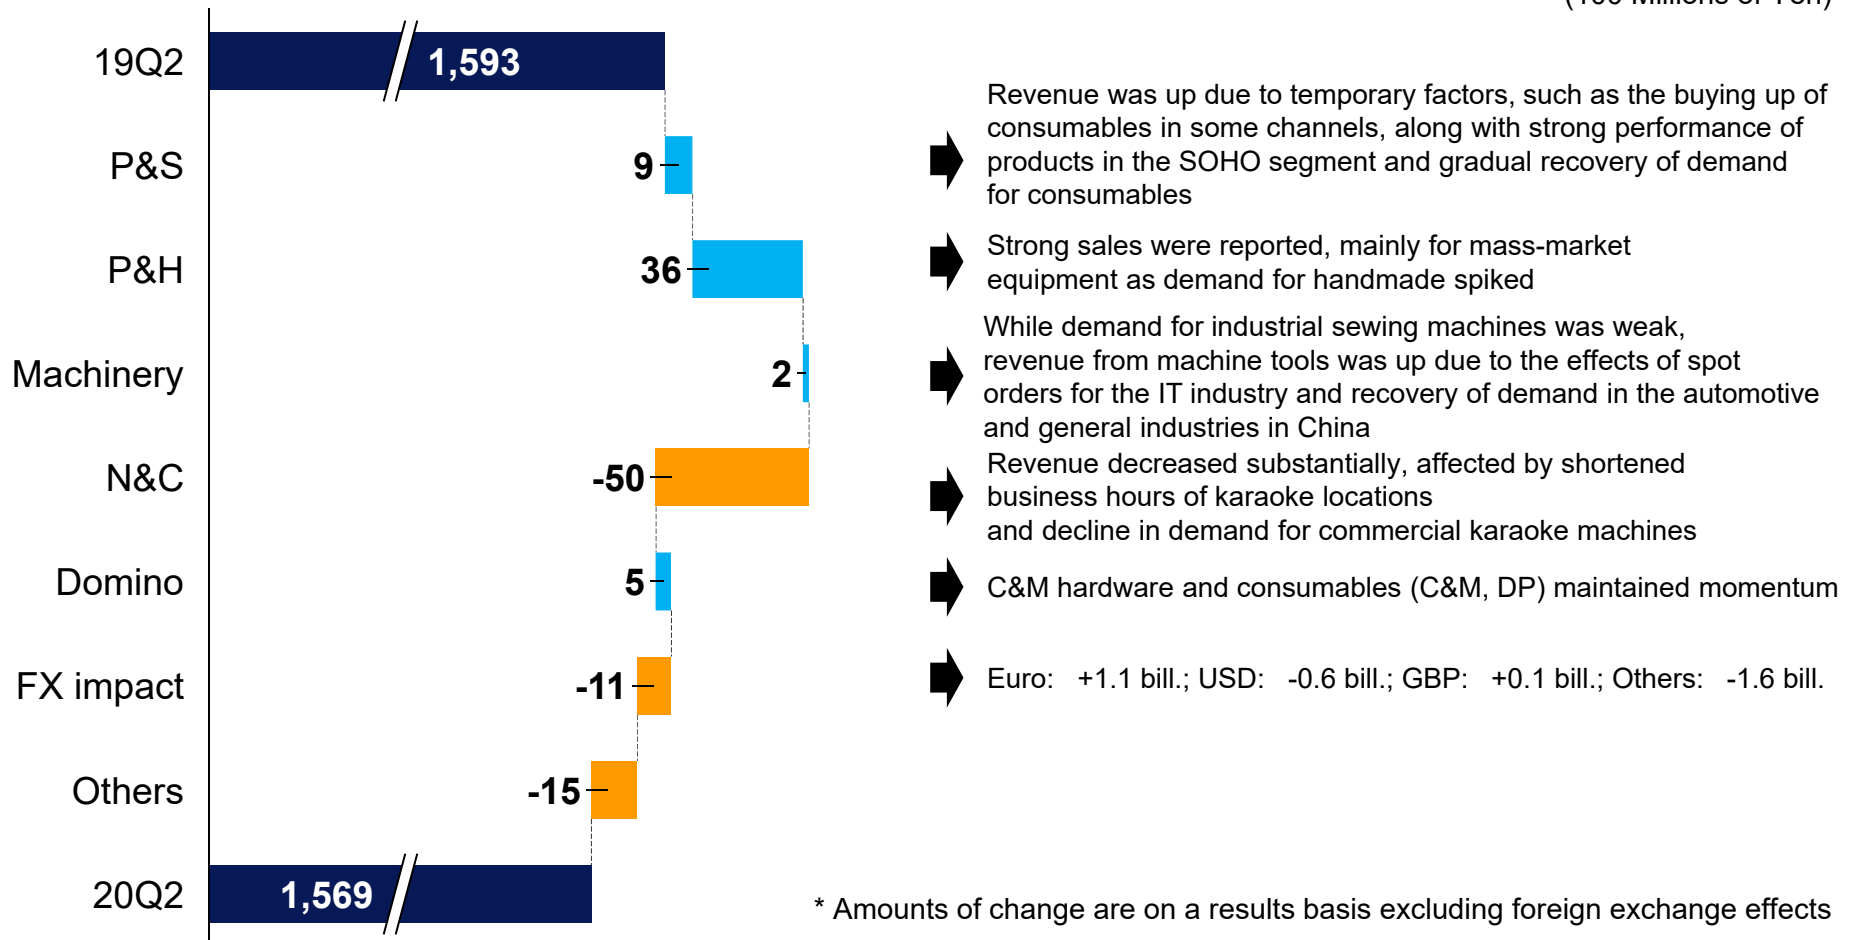 (100 Millions of Yen)
19Q2
1,593
P&S
9
Revenue was up due to temporary factors, such as the buying up of
consumables in some channels, along with strong performance of
products in the SOHO segment and gradual recovery of demand
for consumables
P&H
36
Strong sales were reported, mainly for mass-market
equipment as demand for handmade spiked
Machinery
2
While demand for industrial sewing machines was weak,
revenue from machine tools was up due to the effects of spot
orders for the IT industry and recovery of demand in the automotive
and general industries in China
N&C
-50
Revenue decreased substantially, affected by shortened
business hours of karaoke locations
and decline in demand for commercial karaoke machines
Domino
5
C&M hardware and consumables (C&M, DP) maintained momentum
FX impact
-11
Euro: +1.1 bill.; USD: -0.6 bill.; GBP: +0.1 bill.; Others: -1.6 bill.
Others
-15
20Q2
1,569
* Amounts of change are on a results basis excluding foreign exchange effects